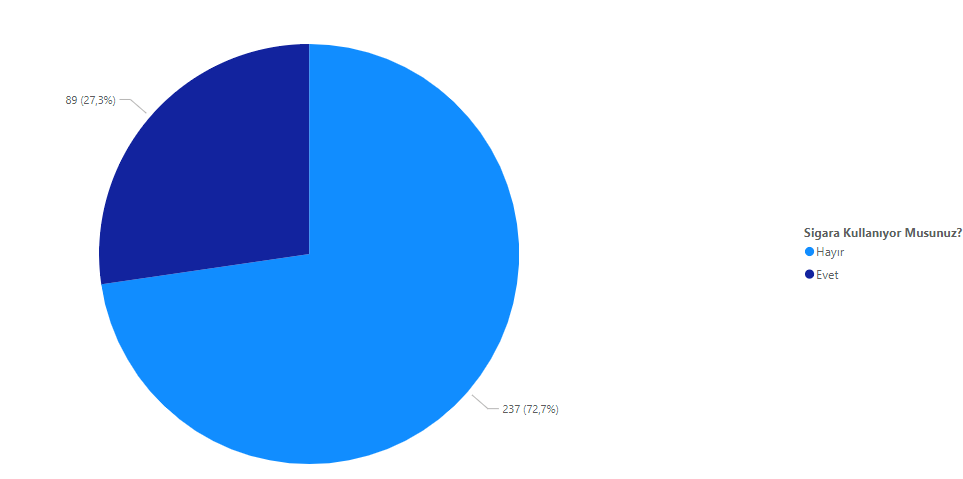 89 (27,3%)
237 (72,7%)
Sigara Kullanıyor Musunuz?
Hayır
Evet